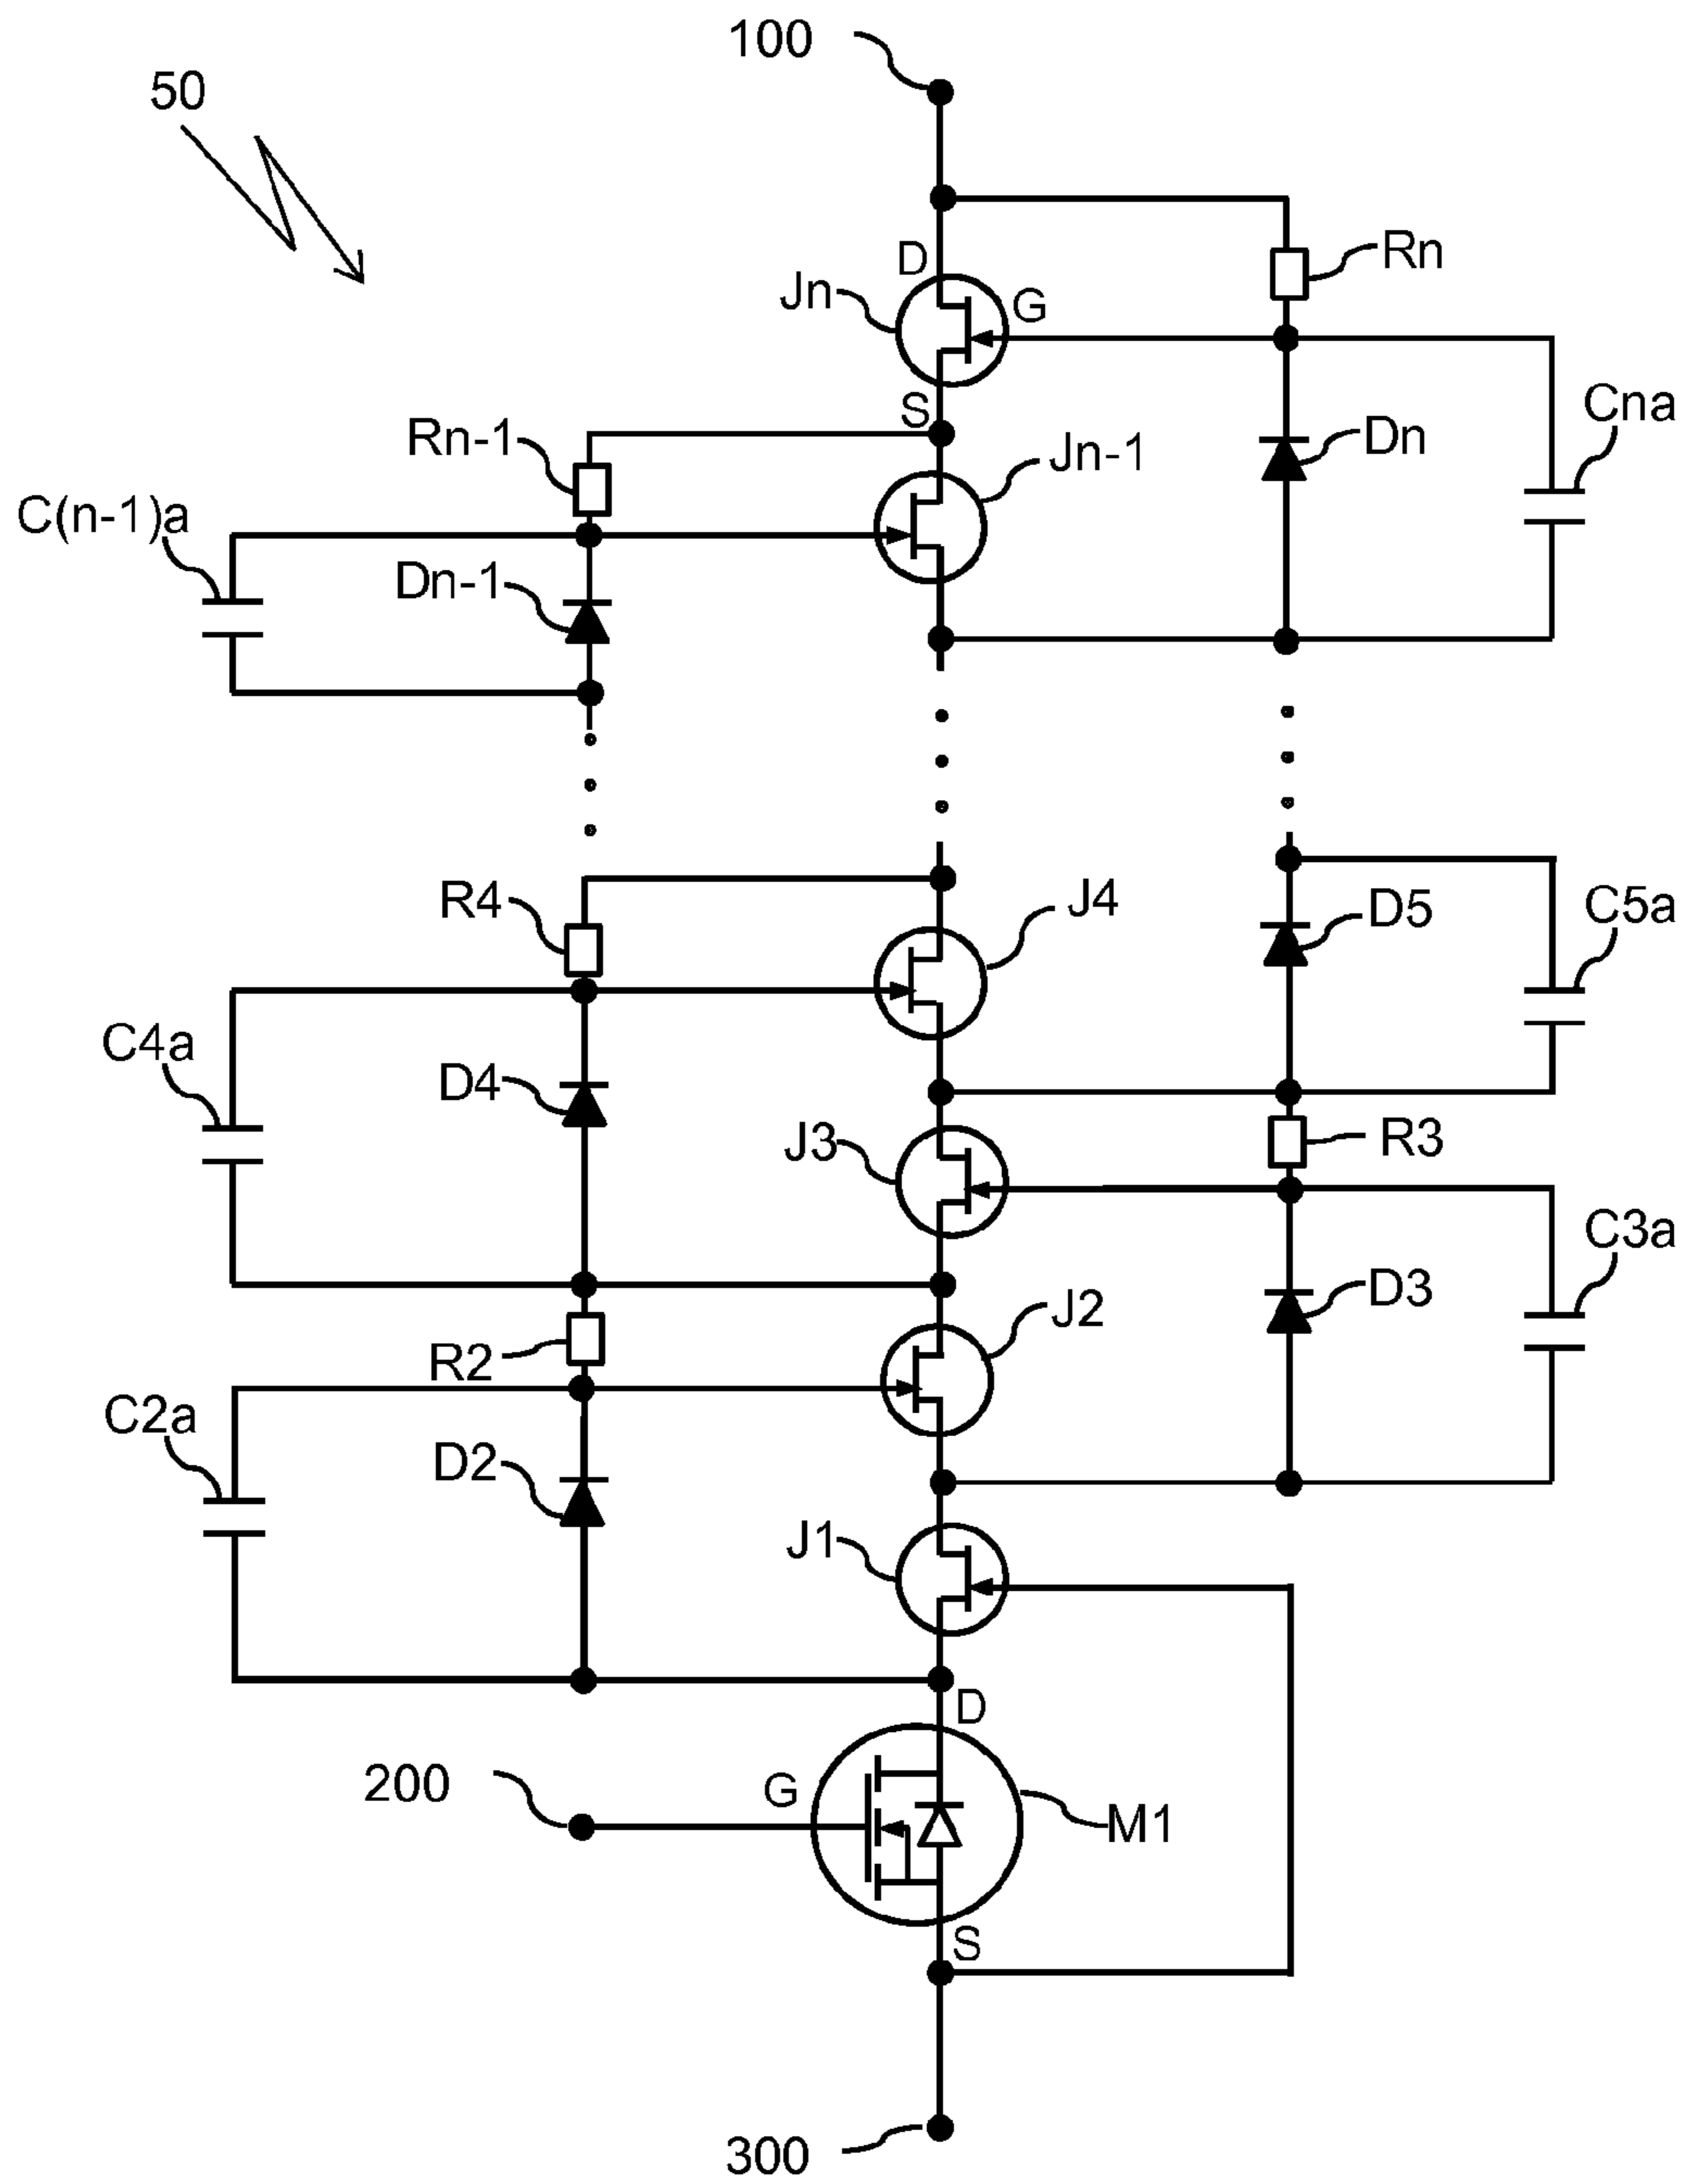 100
50
D
Rn
Jn
G
S
Cna
Rn-1
Dn
Jn-1
C(n-1)a
Dn-1
R4
J4
D5
C5a
C4a
D4
J3
R3
C3a
D3
J2
R2
C2a
D2
J1
D
200
G
M1
S
300